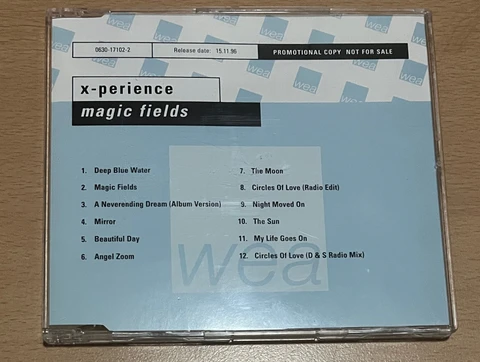 0630-17102-2 Release date: 15.11.96 PROMOTIONAL COPY NOT FOR SALE
x-perience
magic fields
1. Deep Blue Water
2. Magic Fields
3. A Neverending Dream (Album Version)
4. Mirror
5. Beautiful Day
6. Angel Zoom
7. The Moon
8. Circles Of Love (Radio Edit)
9. Night Moved On
10. The Sun
11. My Life Goes On
12. Circles Of Love (D & S Radio Mix)
wea